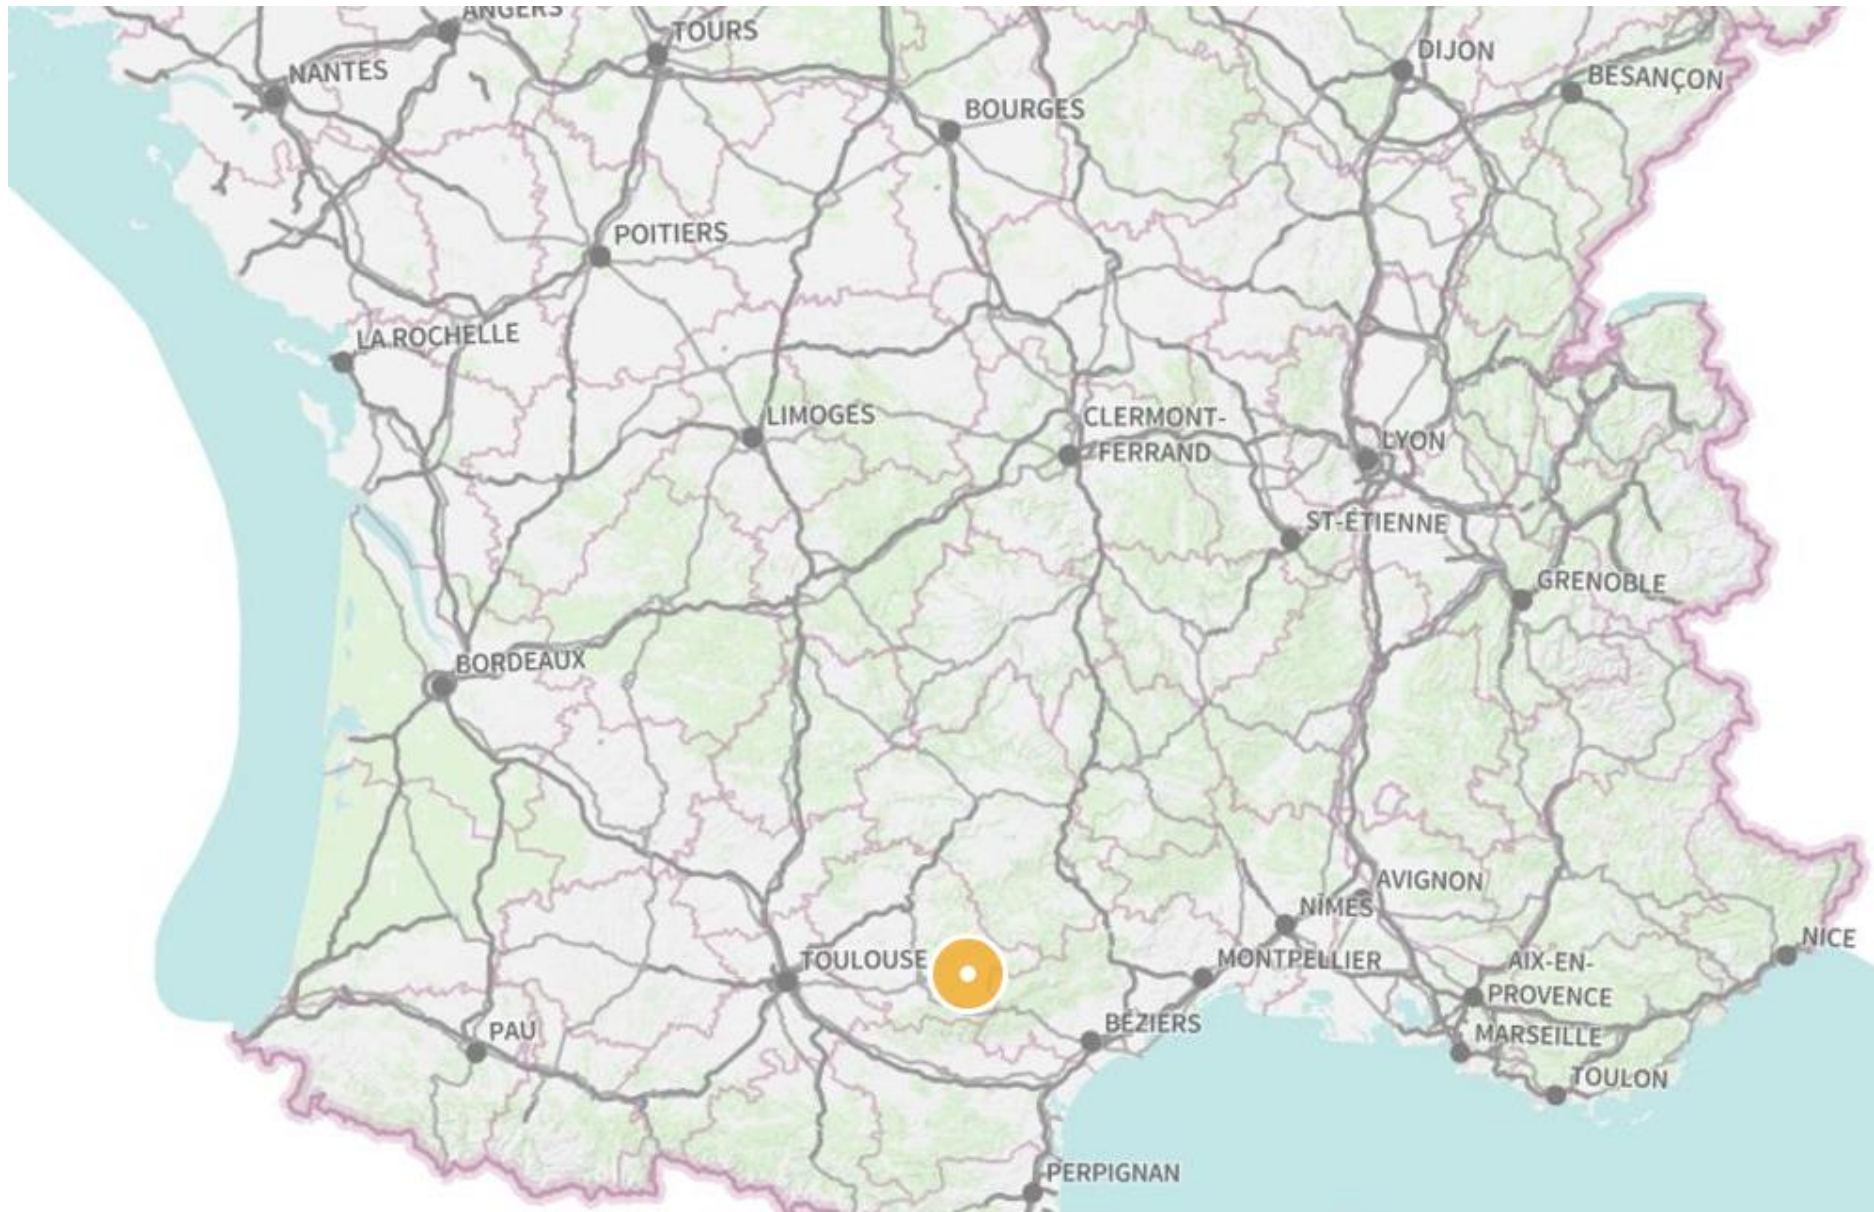 ANGERS
TOURS
NANTES
DIJON
BESANÇON
BOURGES
POITIERS
LA ROCHELLE
LIMOGES
CLERMONT-
FERRAND
LYON
ST-ÉTIENNE
GRENOBLE
BORDEAUX
AVIGNON
NÎMES
TOULOUSE
MONTPELLIER
AIX-EN-
PROVENCE
NICE
PAU
BÉZIERS
MARSEILLE
TOULON
PERPIGNAN